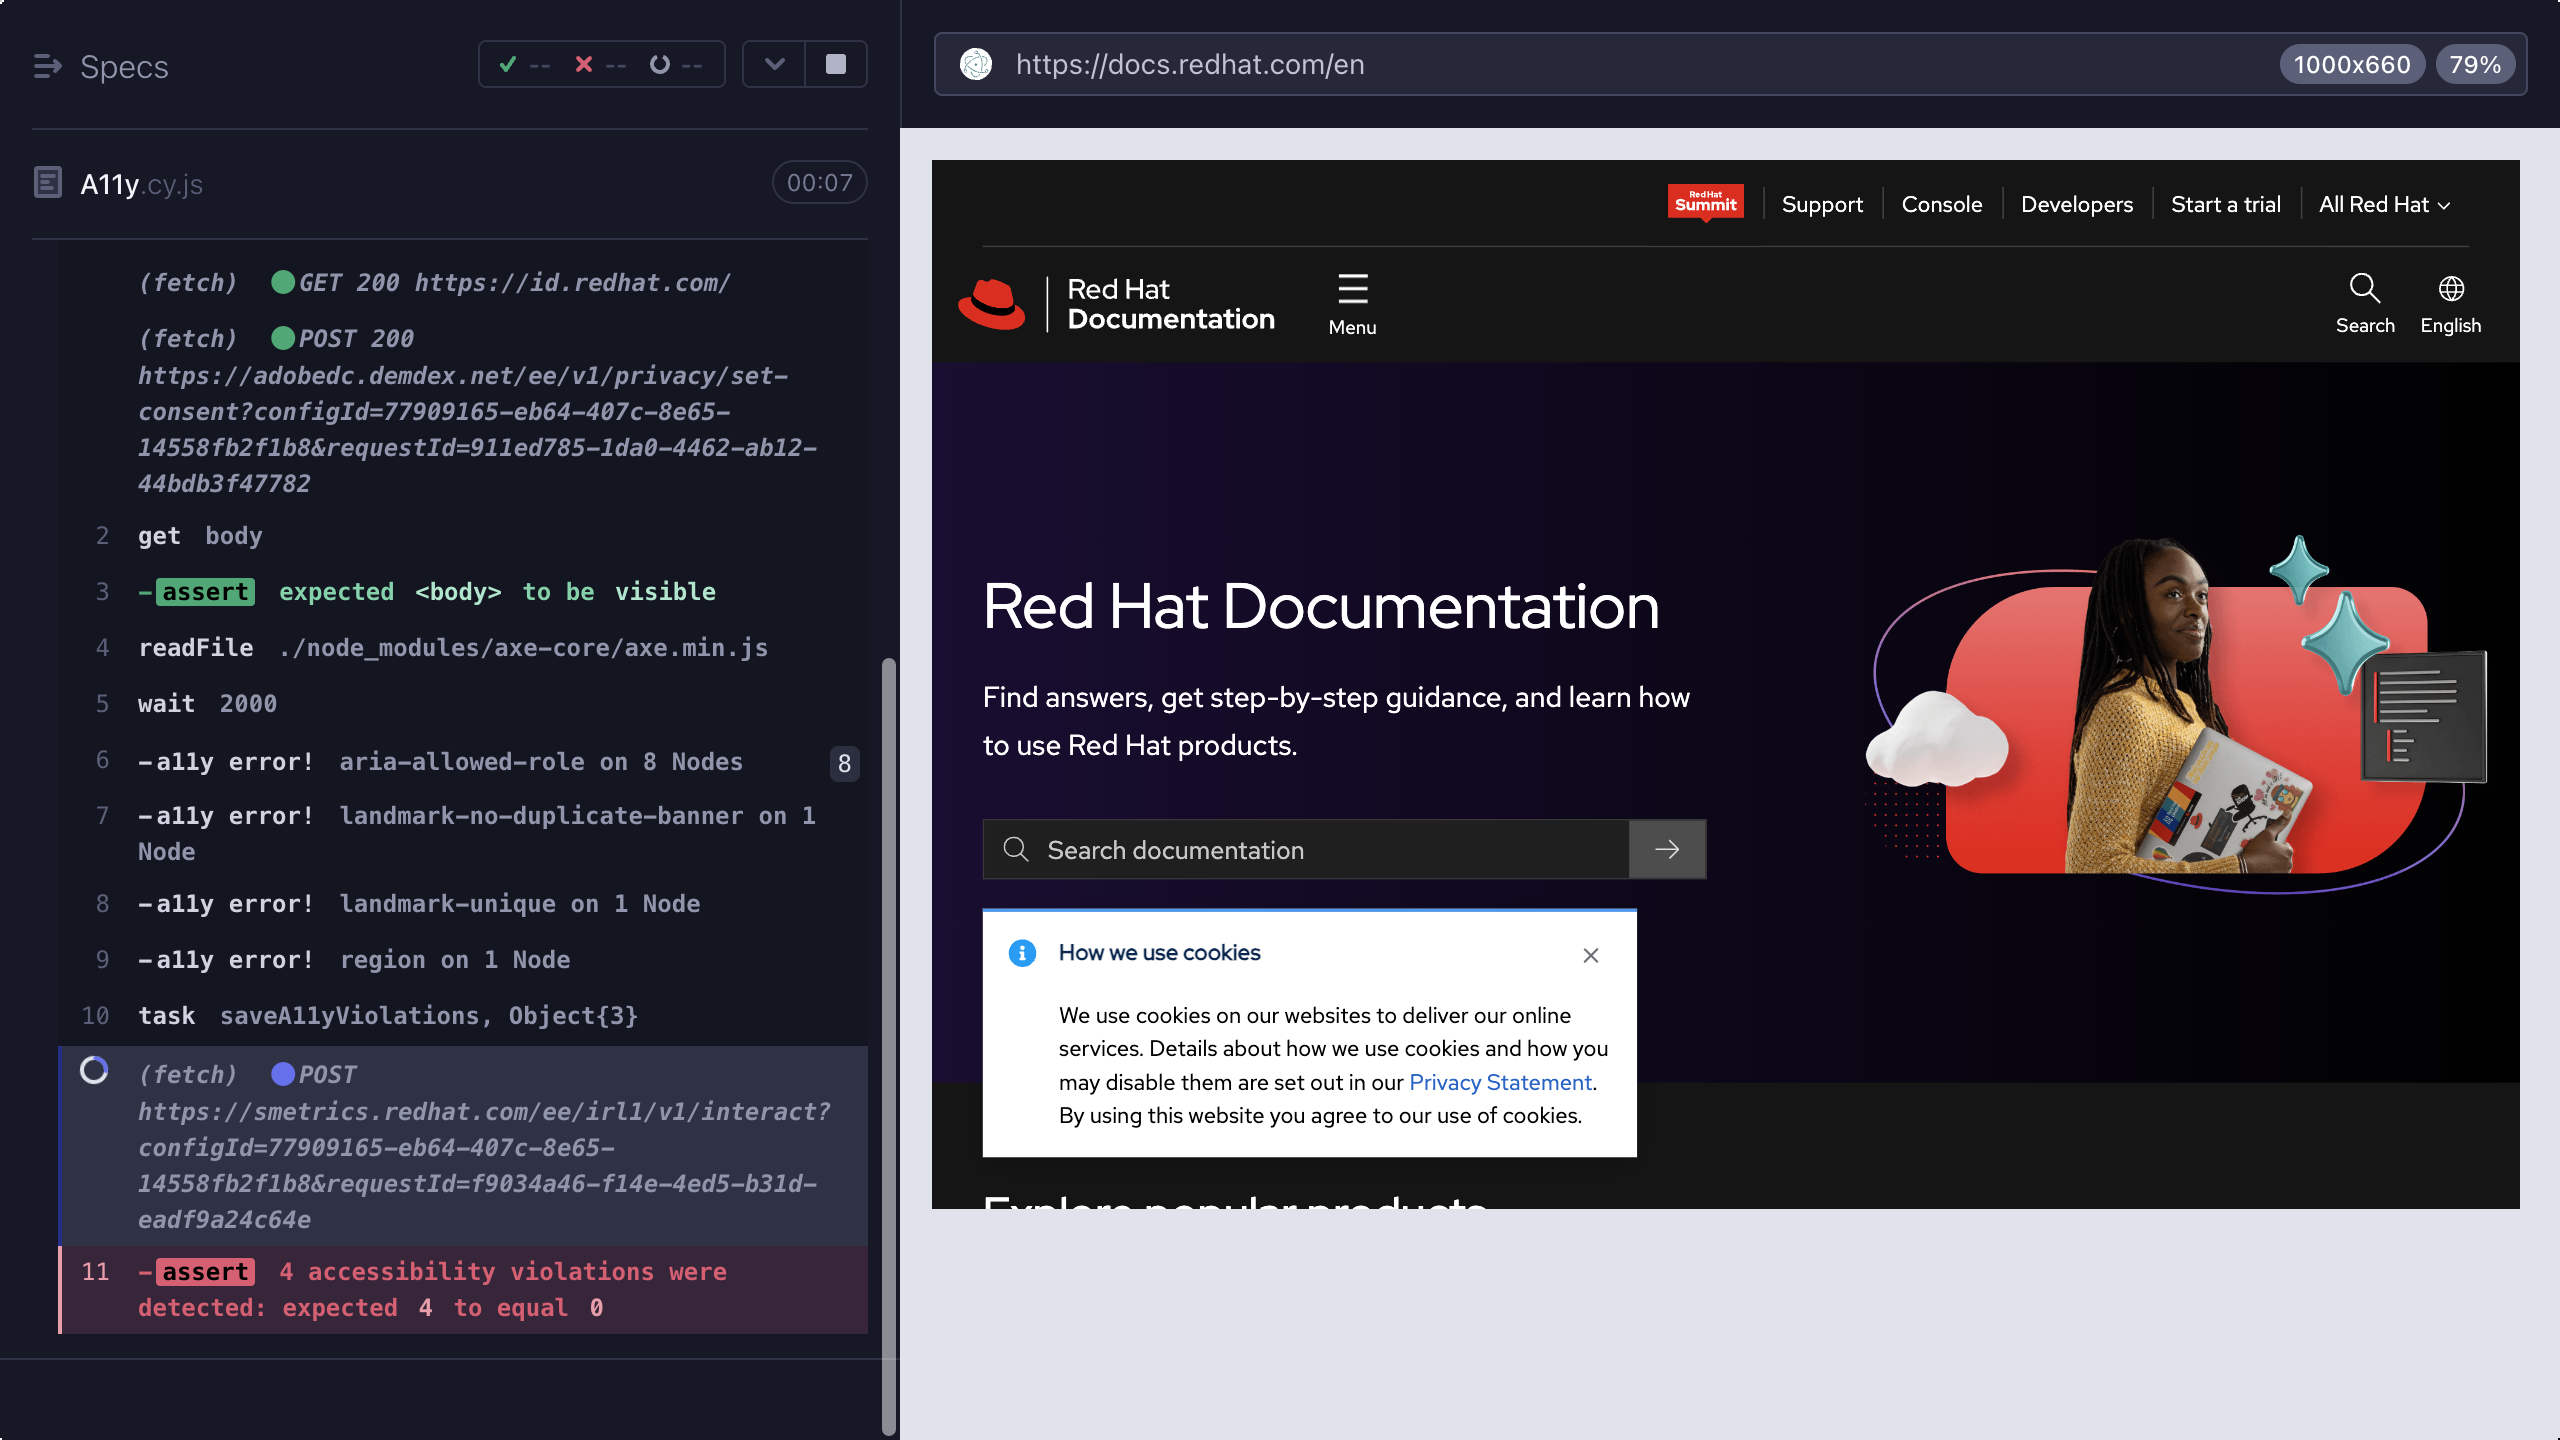 Specs
-- -- --
A11y.cy.js
00:07
(fetch) GET 200 https://id.redhat.com/
(fetch) POST 200
https://adobedc.demdex.net/ee/v1/privacy/set-
consent?configId=77909165-eb64-407c-8e65-
14558fb2f1b8&requestId=911ed785-1da0-4462-ab12-
44bdb3f47782
2 get body
3 -assert expected <body> to be visible
4 readFile ./node_modules/axe-core/axe.min.js
5 wait 2000
6 -a11y error! aria-allowed-role on 8 Nodes 8
7 -a11y error! landmark-no-duplicate-banner on 1
Node
8 -a11y error! landmark-unique on 1 Node
9 -a11y error! region on 1 Node
10 task saveA11yViolations, Object{3}
(fetch) POST
https://smetrics.redhat.com/ee/irl1/v1/interact?
configId=77909165-eb64-407c-8e65-
14558fb2f1b8&requestId=f9034a46-f14e-4ed5-b31d-
eadf9a24c64e
11 -assert 4 accessibility violations were
detected: expected 4 to equal 0
https://docs.redhat.com/en
1000x660 79%
Red Hat
Summit
Support Console Developers Start a trial All Red Hat
Red Hat
Documentation
Menu
Search English
Red Hat Documentation
Find answers, get step-by-step guidance, and learn how
to use Red Hat products.
Search documentation
How we use cookies
We use cookies on our websites to deliver our online
services. Details about how we use cookies and how you
may disable them are set out in our Privacy Statement.
By using this website you agree to our use of cookies.
Explore popular products